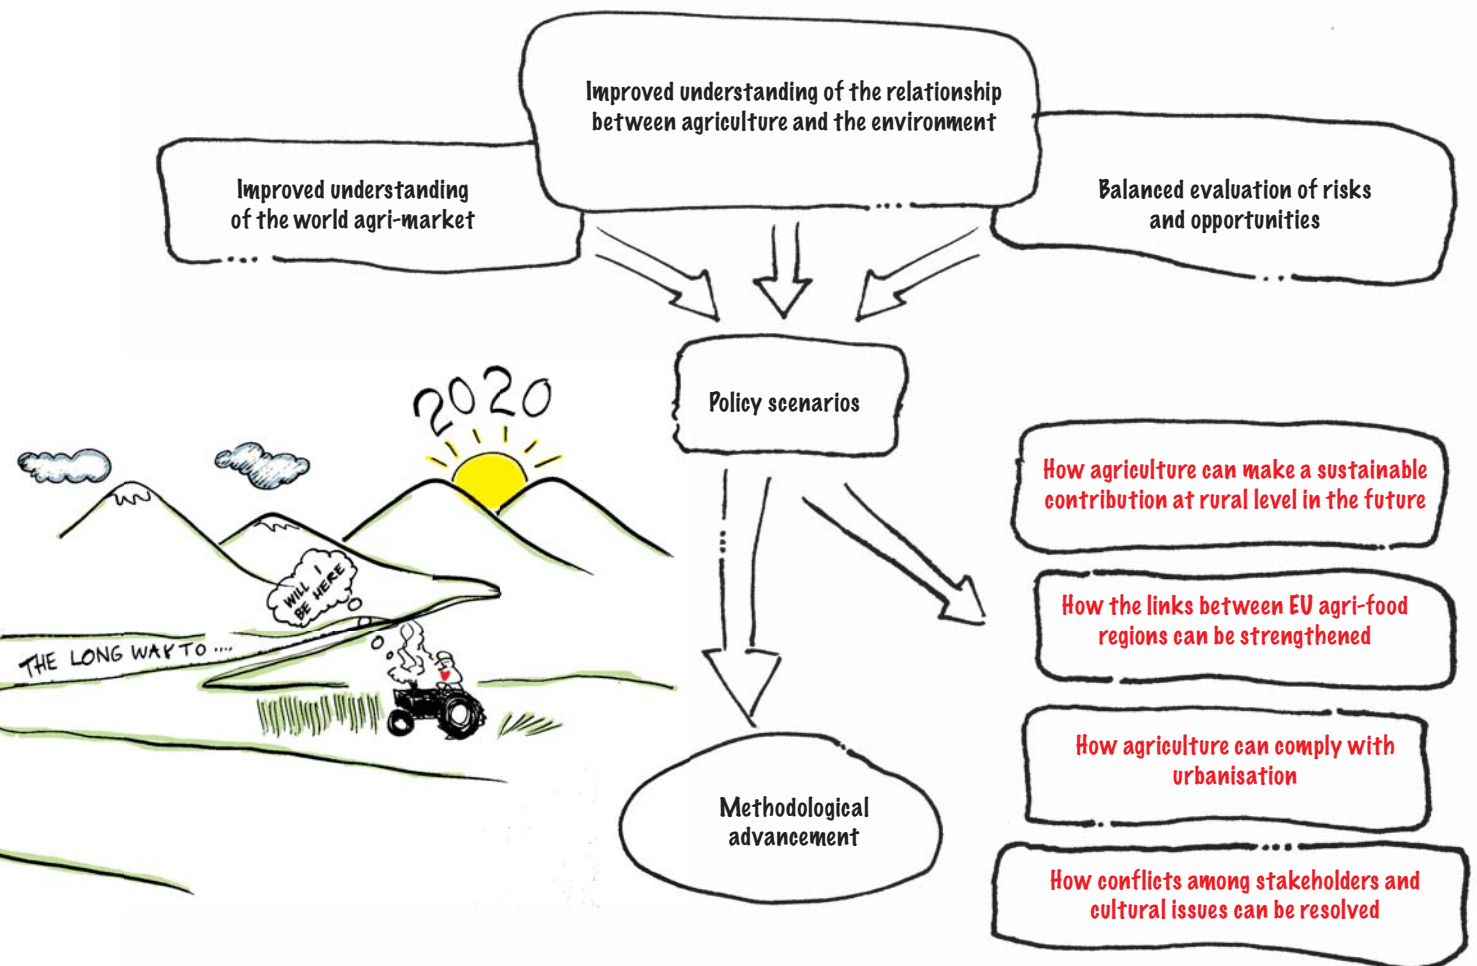 Improved understanding of the relationship
between agriculture and the environment
Improved understanding
of the world agri-market
Balanced evaluation of risks
and opportunities
Policy scenarios
2020
WILL I
BE HERE
THE LONG WAY TO ....
How agriculture can make a sustainable
contribution at rural level in the future
How the links between EU agri-food
regions can be strengthened
How agriculture can comply with
urbanisation
How conflicts among stakeholders and
cultural issues can be resolved
Methodological
advancement